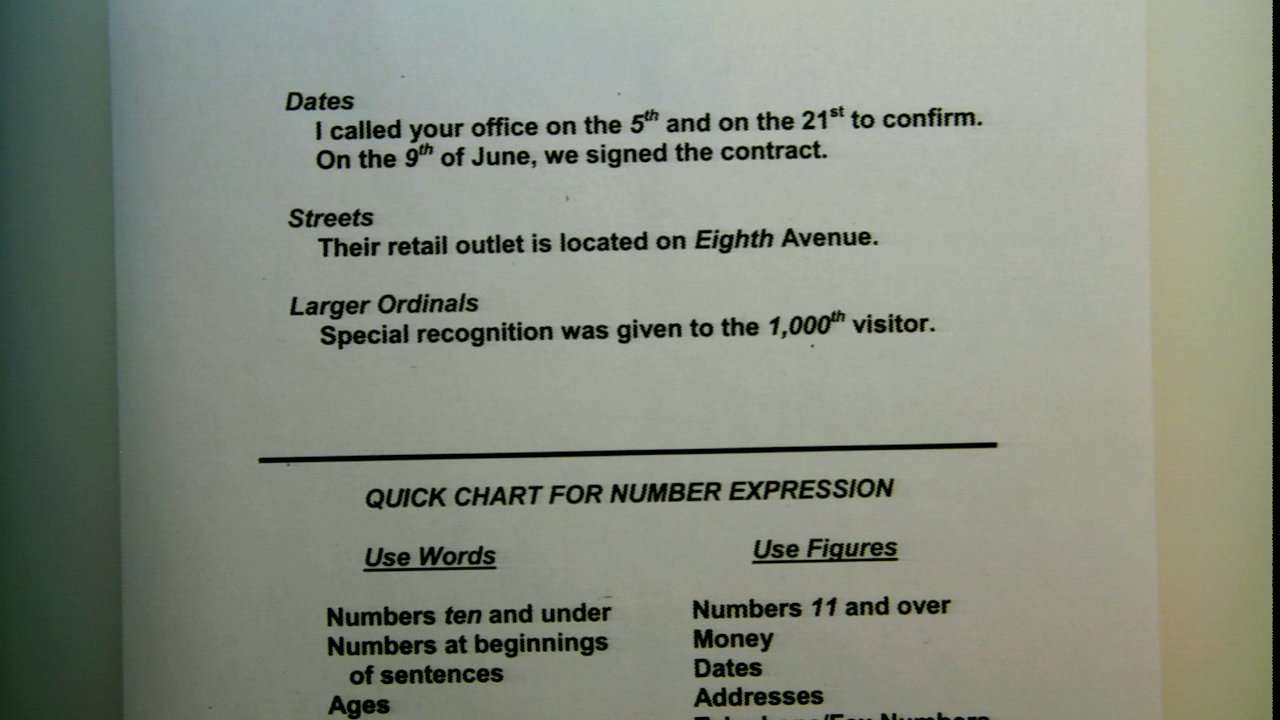 Dates
I called your office on the 5th and on the 21st to confirm.
On the 9th of June, we signed the contract.
Streets
Their retail outlet is located on Eighth Avenue.
Larger Ordinals
Special recognition was given to the 1,000th visitor.
QUICK CHART FOR NUMBER EXPRESSION
Use Words
Use Figures
Numbers ten and under
Numbers at beginnings
of sentences
Ages
Numbers 11 and over
Money
Dates
Addresses